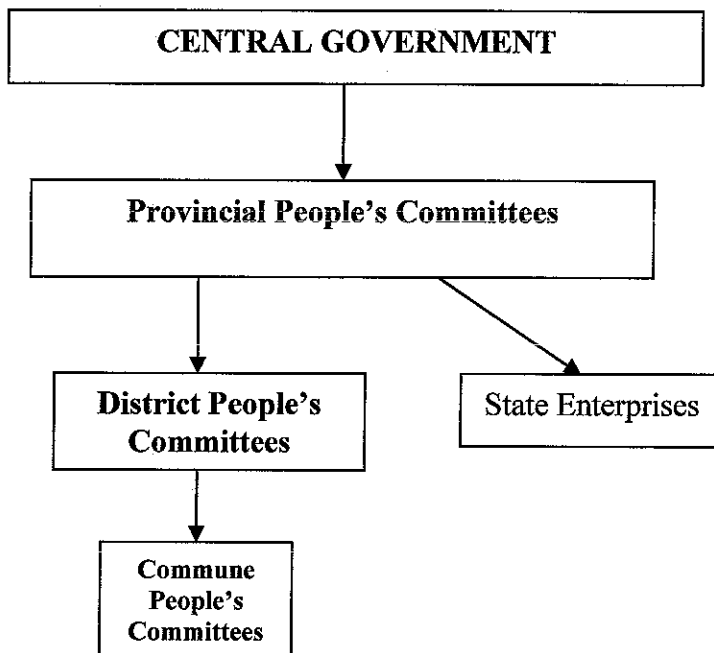 CENTRAL GOVERNMENT
Provincial People's Committees
District People's
Committees
State Enterprises
Commune
People's
Committees